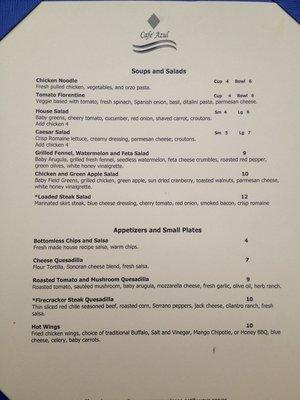 Cafe Azul
Soups and Salads
Chicken Noodle Cup 4 Bowl 6
Fresh pulled chicken, vegetables, and orzo pasta.
Tomato Florentine Cup 4 Bowl 6
Veggie based with tomato, fresh spinach, Spanish onion, basil, ditalini pasta, parmesan cheese.
House Salad Sm 4 Lg 6
Baby greens, cheery tomato, cucumber, red onion, shaved carrot, croutons.
Add chicken 4
Caesar Salad Sm 5 Lg 7
Crisp Romaine lettuce, creamy dressing, parmesan cheese, croutons.
Add chicken 4
Grilled Fennel, Watermelon and Feta Salad 9
Baby Arugula, grilled fresh fennel, seedless watermelon, feta cheese crumbles, roasted red pepper,
green olives, white honey vinaigrette.
Chicken and Green Apple Salad 10
Baby Field Greens, grilled chicken, green apple, sun dried cranberry, toasted walnuts, parmesan cheese,
white honey vinaigrette.
*Loaded Steak Salad 12
Marinated skirt steak, blue cheese dressing, cherry tomato, red onion, smoked bacon, crisp romaine
Appetizers and Small Plates
Bottomless Chips and Salsa 4
Fresh made house recipe salsa, warm chips.
Cheese Quesadilla 7
Flour Tortilla, Sonoran cheese blend, fresh salsa.
Roasted Tomato and Mushroom Quesadilla 9
Roasted tomato, sautéed mushroom, baby arugula, mozzarella cheese, fresh garlic, olive oil, herb ranch.
*Firecracker Steak Quesadilla 10
Thin sliced red chile seasoned beef, roasted corn, Serrano peppers, Jack cheese, cilantro ranch, fresh
salsa.
Hot Wings 10
Fried chicken wings, choice of traditional Buffalo, Salt and Vinegar, Mango Chipotle, or Honey BBQ, blue
cheese, celery, baby carrots.